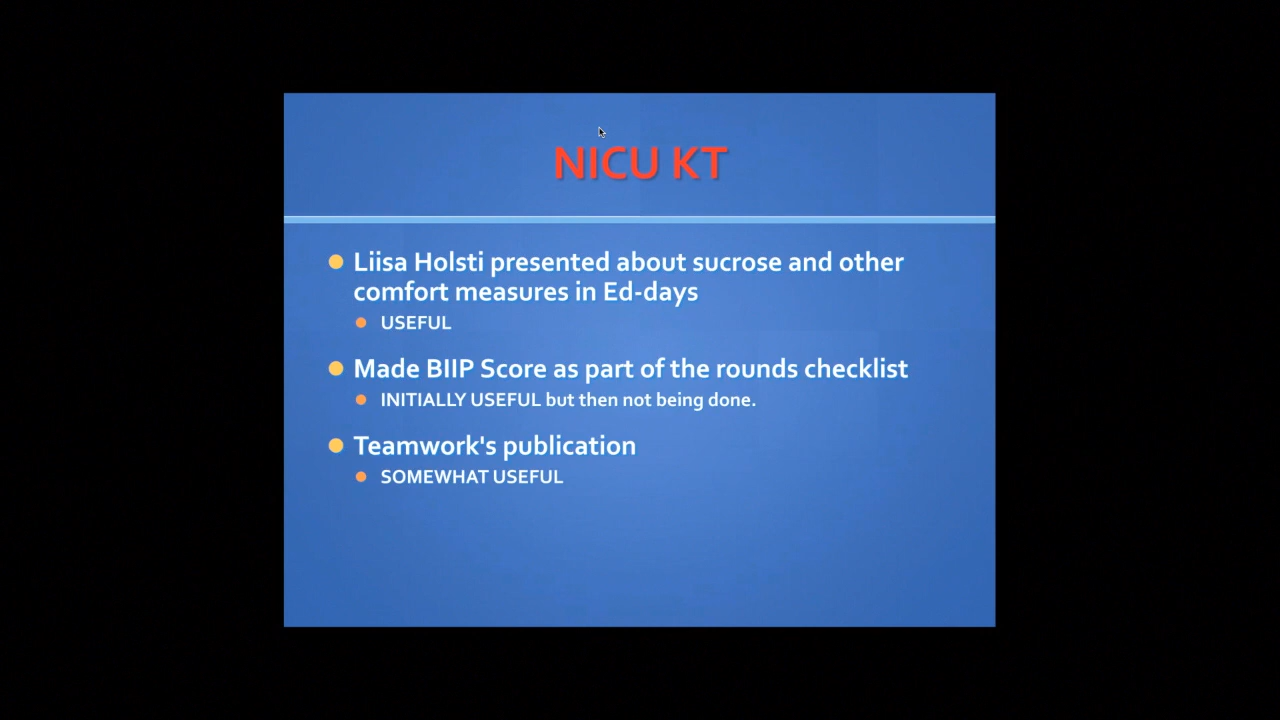 NICU KT
Liisa Holsti presented about sucrose and other
comfort measures in Ed-days
USEFUL
Made BIIP Score as part of the rounds checklist
INITIALLY USEFUL but then not being done.
Teamwork's publication
SOMEWHAT USEFUL